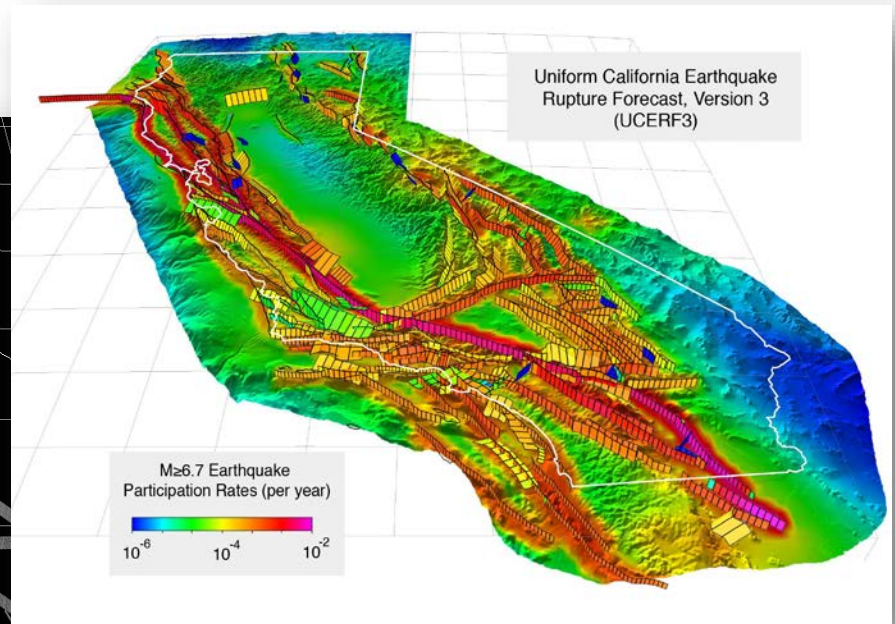 Uniform California Earthquake
Rupture Forecast, Version 3
(UCERF3)
M≥6.7 Earthquake
Participation Rates (per year)
10⁻⁶ 10⁻⁴ 10⁻²